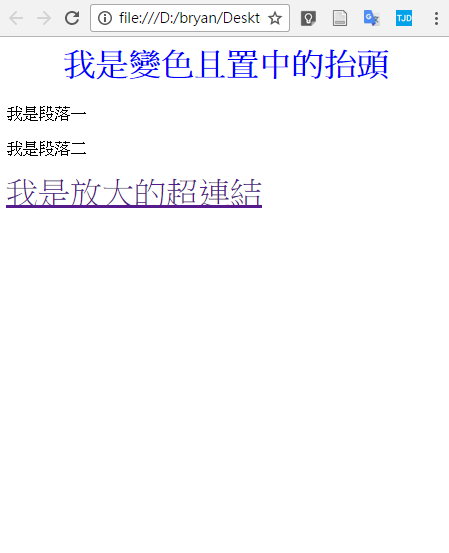 file:///D:/bryan/Deskt
TJD
我是變色且置中的抬頭
我是段落一
我是段落二
我是放大的超連結